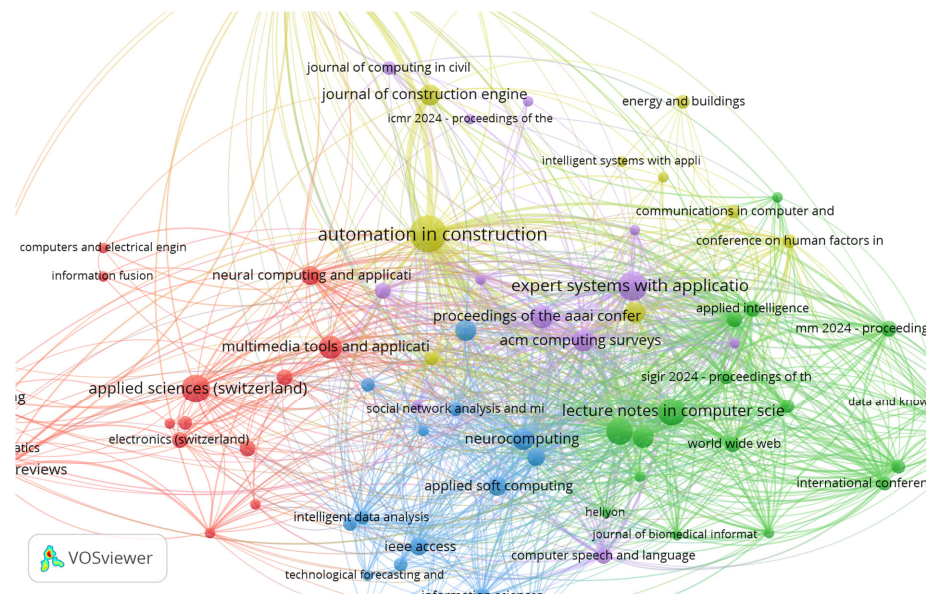 journal of computing in civil
journal of construction engine
energy and buildings
icmr 2024 - proceedings of the
intelligent systems with appli
communications in computer and
automation in construction
conference on human factors in
computers and electrical engin
information fusion
neural computing and applicati
expert systems with applicatio
applied intelligence
proceedings of the aaai confer
mm 2024 - proceeding
acm computing surveys
multimedia tools and applicati
sigir 2024 - proceedings of th
applied sciences (switzerland)
ng
data and know
social network analysis and mi
lecture notes in computer scie
electronics (switzerland)
neurocomputing
world wide web
atics
reviews
applied soft computing
international conferen
heliyon
intelligent data analysis
journal of biomedical informat
ieee access
computer speech and language
technological forecasting and
information sciences
VOSviewer